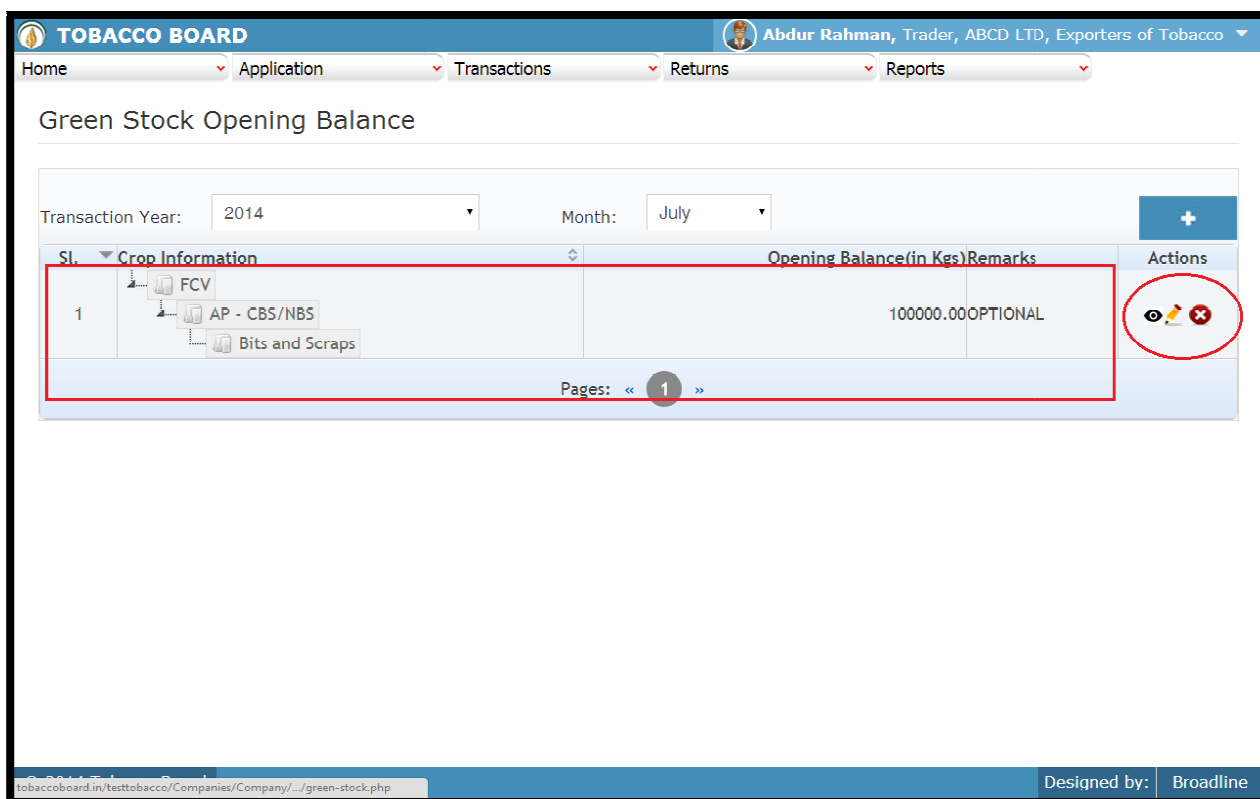 TOBACCO BOARD
Abdur Rahman, Trader, ABCD LTD, Exporters of Tobacco
Home Application Transactions Returns Reports
Green Stock Opening Balance
Transaction Year: 2014 Month: July
Sl. Crop Information Opening Balance(in Kgs) Remarks Actions
FCV
1 AP - CBS/NBS 100000.00 OPTIONAL
Bits and Scraps
Pages: « 1 »
tobaccoboard.in/testtobacco/Companies/Company/.../green-stock.php
Designed by: Broadline